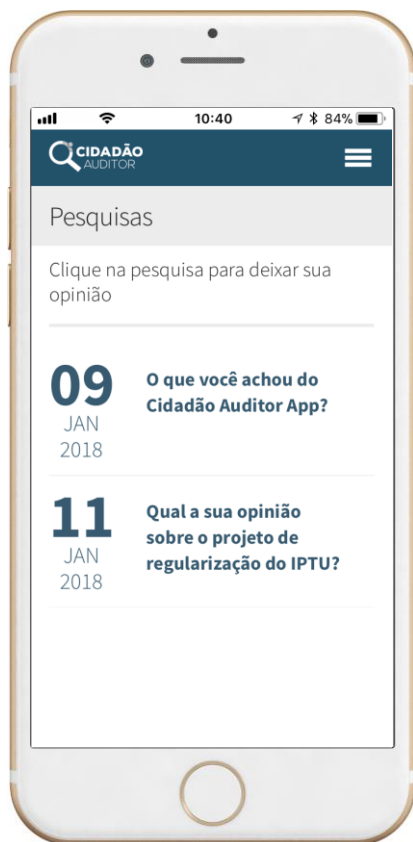 10:40
84%
CIDADÃO
AUDITOR
Pesquisas
Clique na pesquisa para deixar sua
opinião
09
JAN
2018
O que você achou do
Cidadão Auditor App?
11
JAN
2018
Qual a sua opinião
sobre o projeto de
regularização do IPTU?